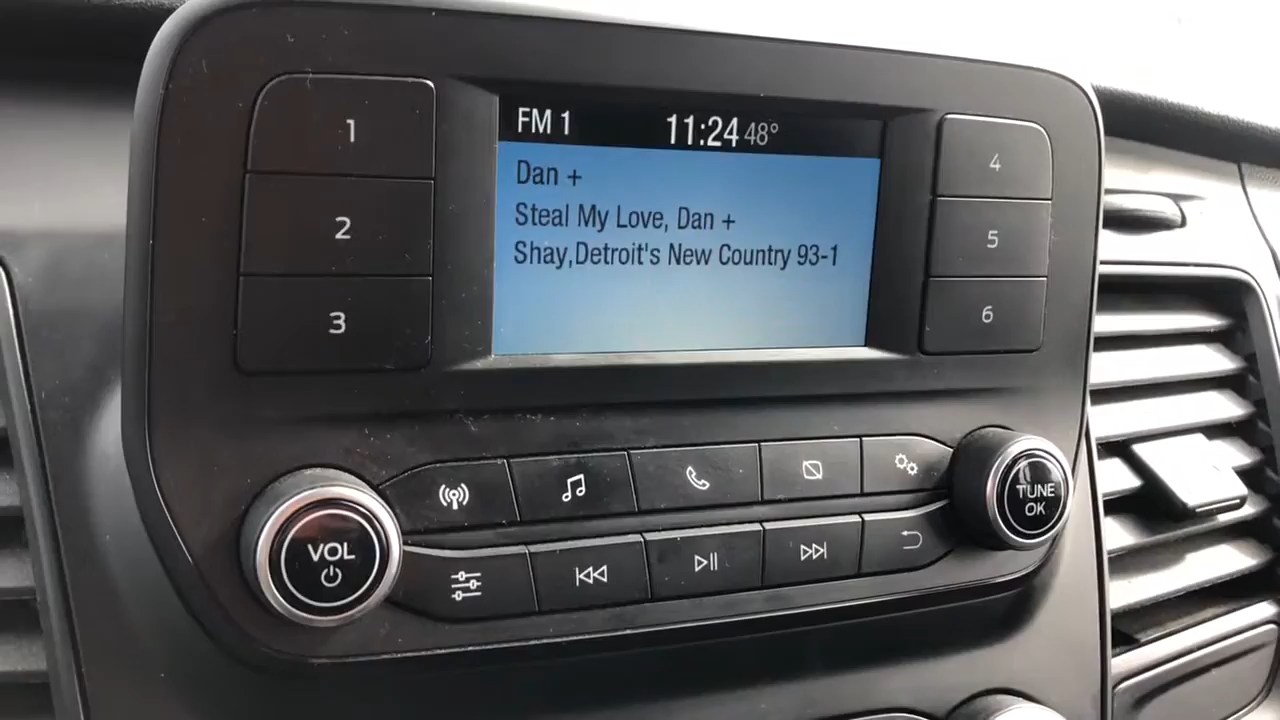 1
2
3
FM 1 11:24 48°
Dan +
Steal My Love, Dan +
Shay,Detroit's New Country 93-1
4
5
6
VOL
TUNE
OK